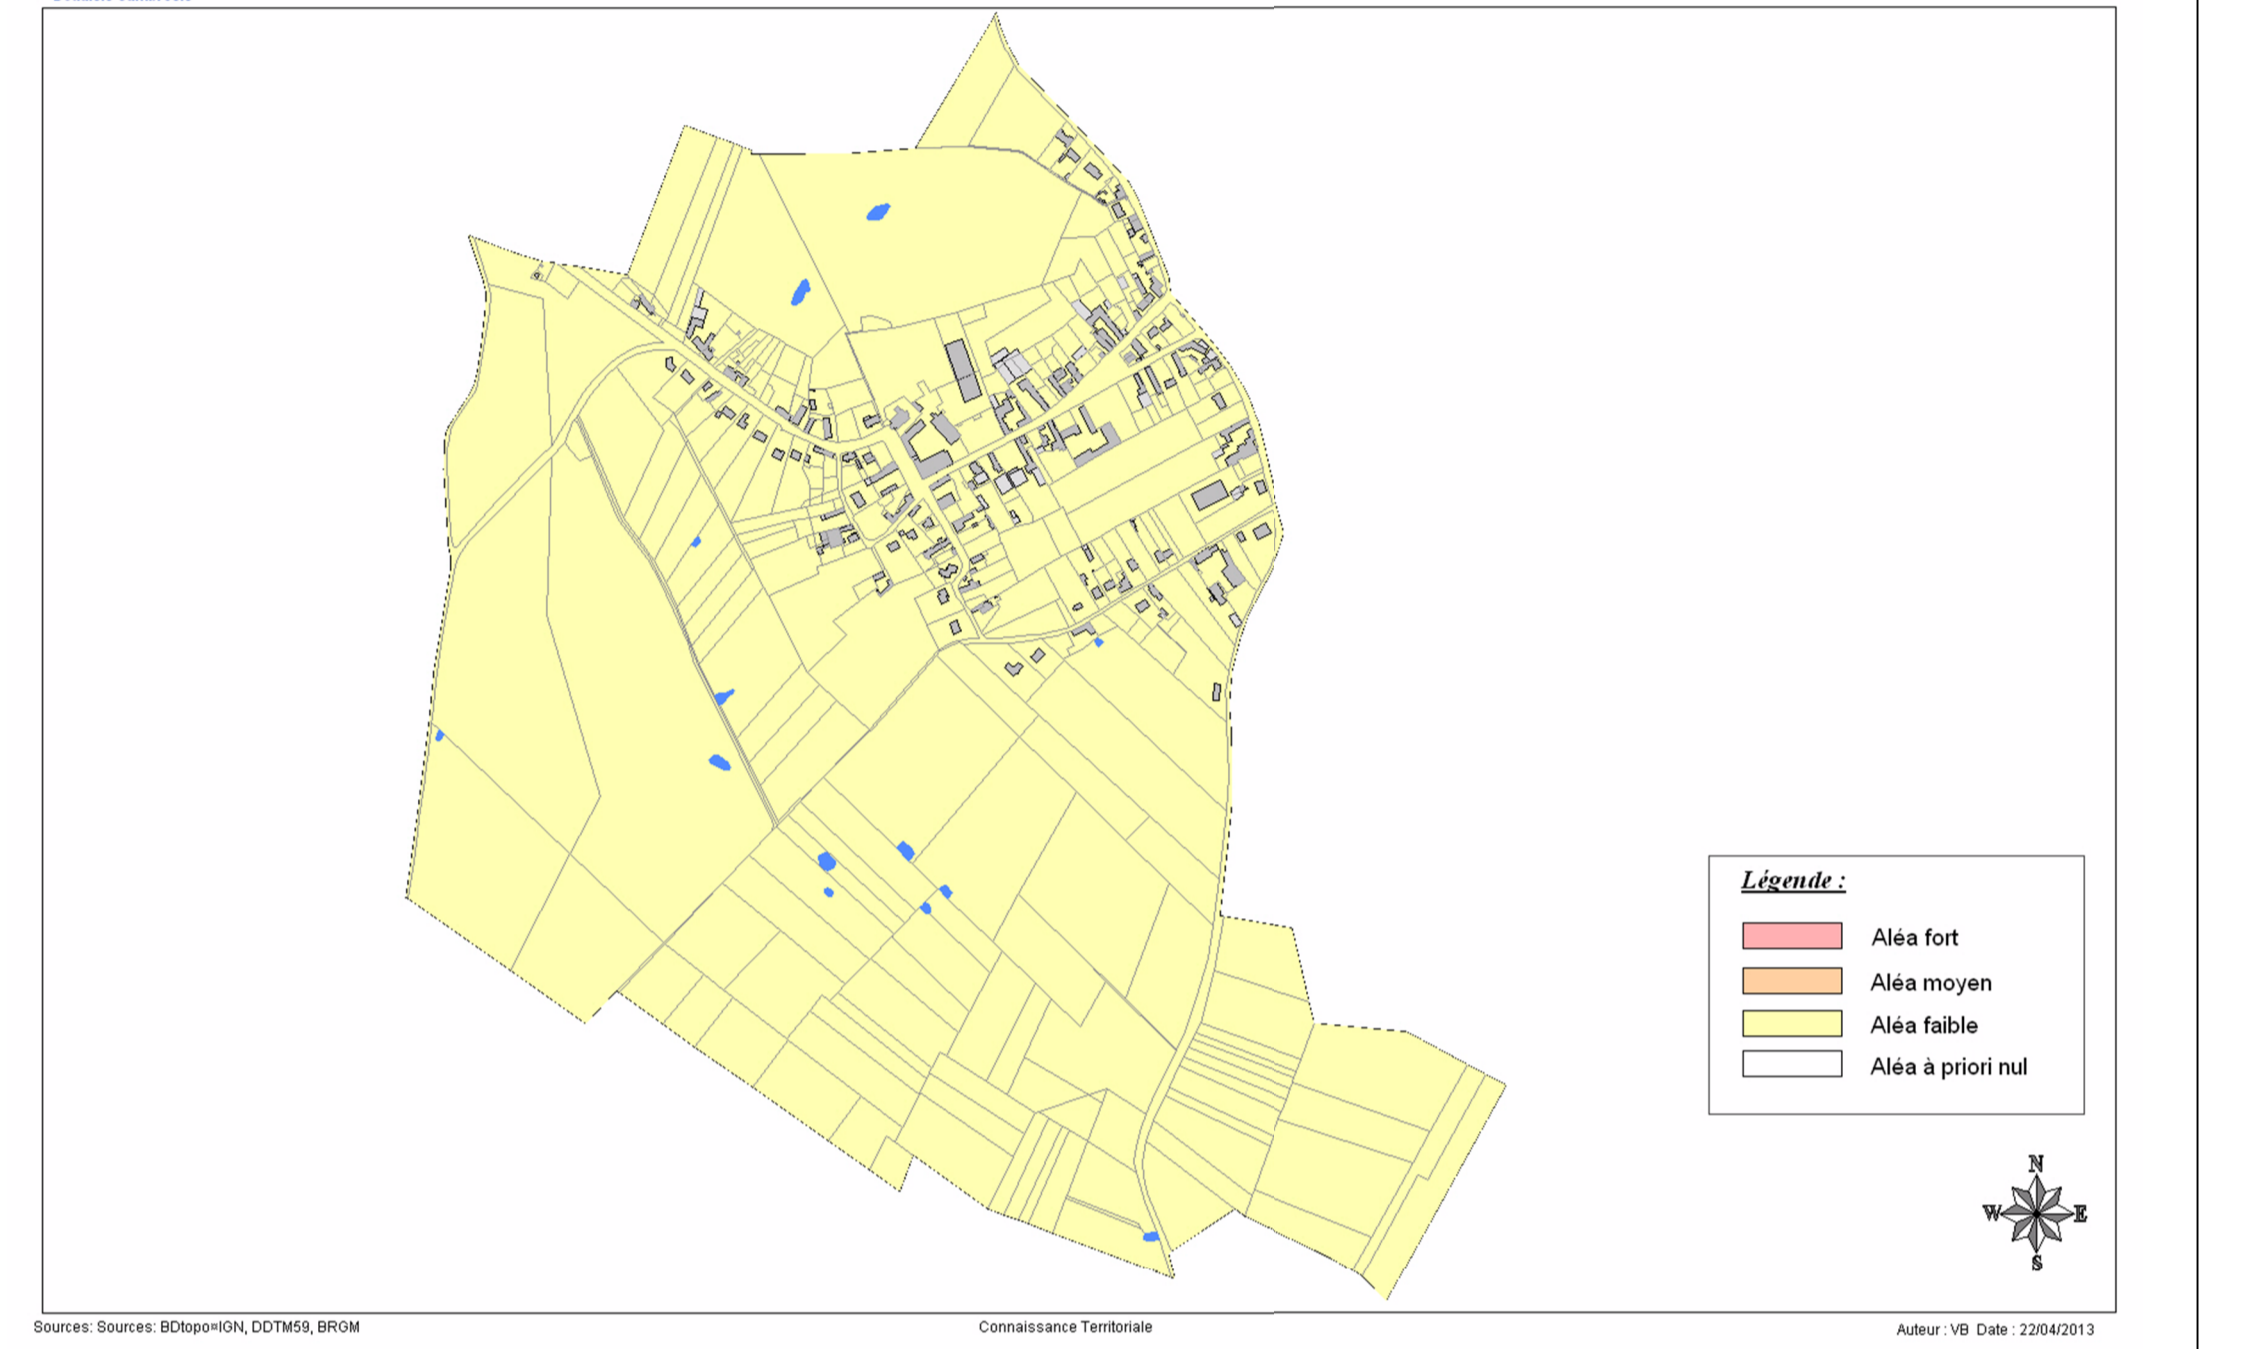 Légende :
Aléa fort
Aléa moyen
Aléa faible
Aléa à priori nul
N
W E
S
Sources: Sources: BDtopo¤IGN, DDTM59, BRGM
Connaissance Territoriale
Auteur : VB Date : 22/04/2013